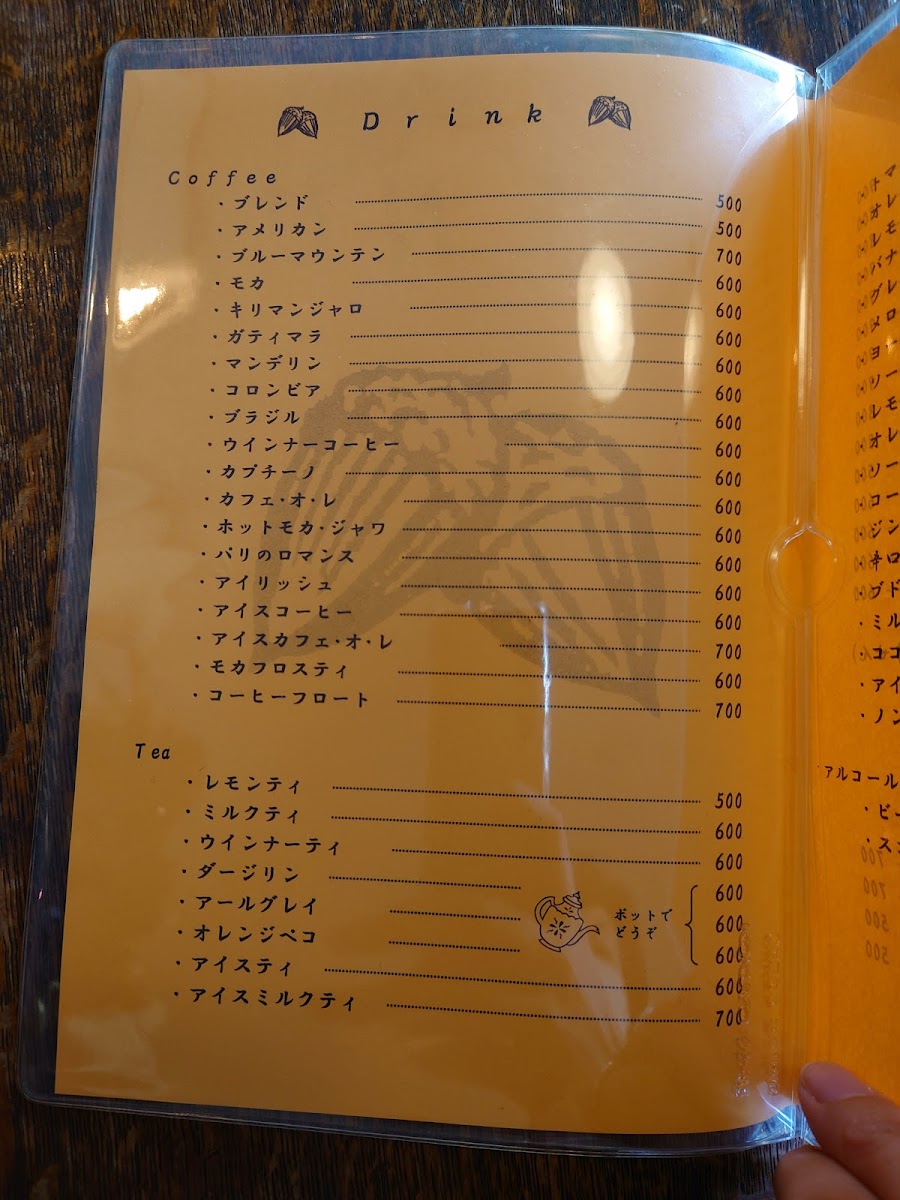 Drink
Coffee
・ブレンド 500
・アメリカン 500
・ブルーマウンテン 700
・モカ 600
・キリマンジャロ 600
・ガティマラ 600
・マンデリン 600
・コロンビア 600
・ブラジル 600
・ウインナーコーヒー 600
・カプチーノ 600
・カフェ・オ・レ 600
・ホットモカ・ジャワ 600
・パリのロマンス 600
・アイリッシュ 600
・アイスコーヒー 600
・アイスカフェ・オ・レ 700
・モカフロスティ 600
・コーヒーフロート 700
Tea
・レモンティ 500
・ミルクティ 600
・ウインナーティ 600
・ダージリン 600
・アールグレイ 600
・オレンジペコ 600
ポットで
どうぞ
・アイスティ 600
・アイスミルクティ 700
アルコール